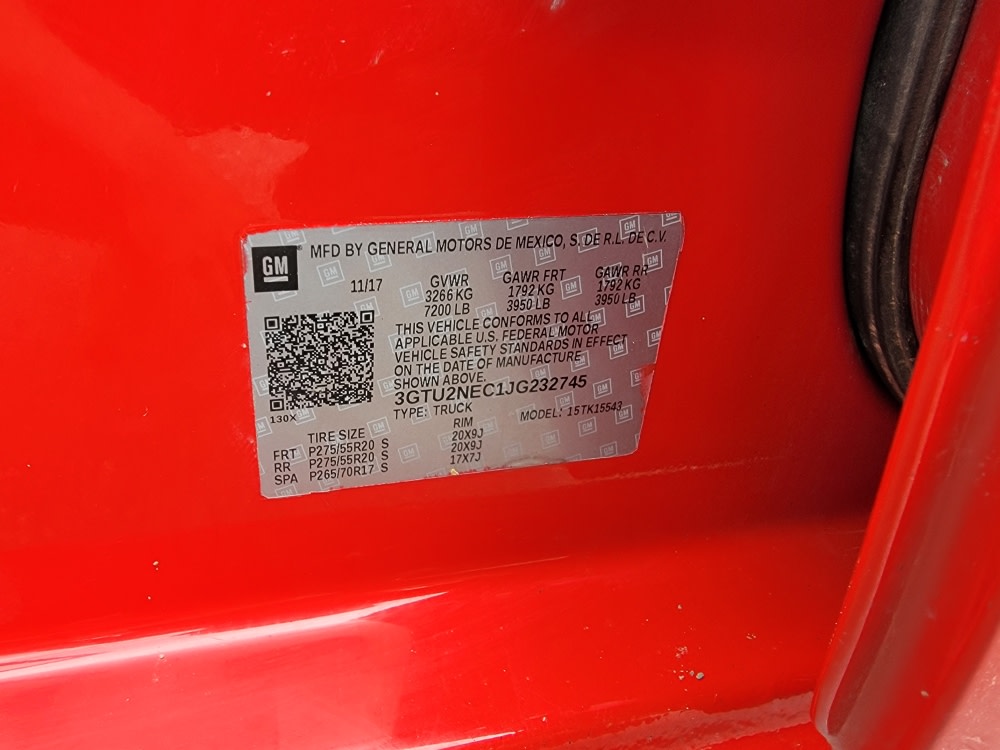 GM
MFD BY GENERAL MOTORS DE MEXICO, S. DE R.L. DE C.V.
11/17 GVWR GAWR FRT GAWR RR
3266 KG 1792 KG 1792 KG
7200 LB 3950 LB 3950 LB
THIS VEHICLE CONFORMS TO ALL
APPLICABLE U.S. FEDERAL MOTOR
VEHICLE SAFETY STANDARDS IN EFFECT
ON THE DATE OF MANUFACTURE
SHOWN ABOVE.
3GTU2NEC1JG232745
TYPE: TRUCK MODEL: 15TK15543
130X
TIRE SIZE RIM
FRT P275/55R20 S 20X9J
RR P275/55R20 S 20X9J
SPA P265/70R17 S 17X7J